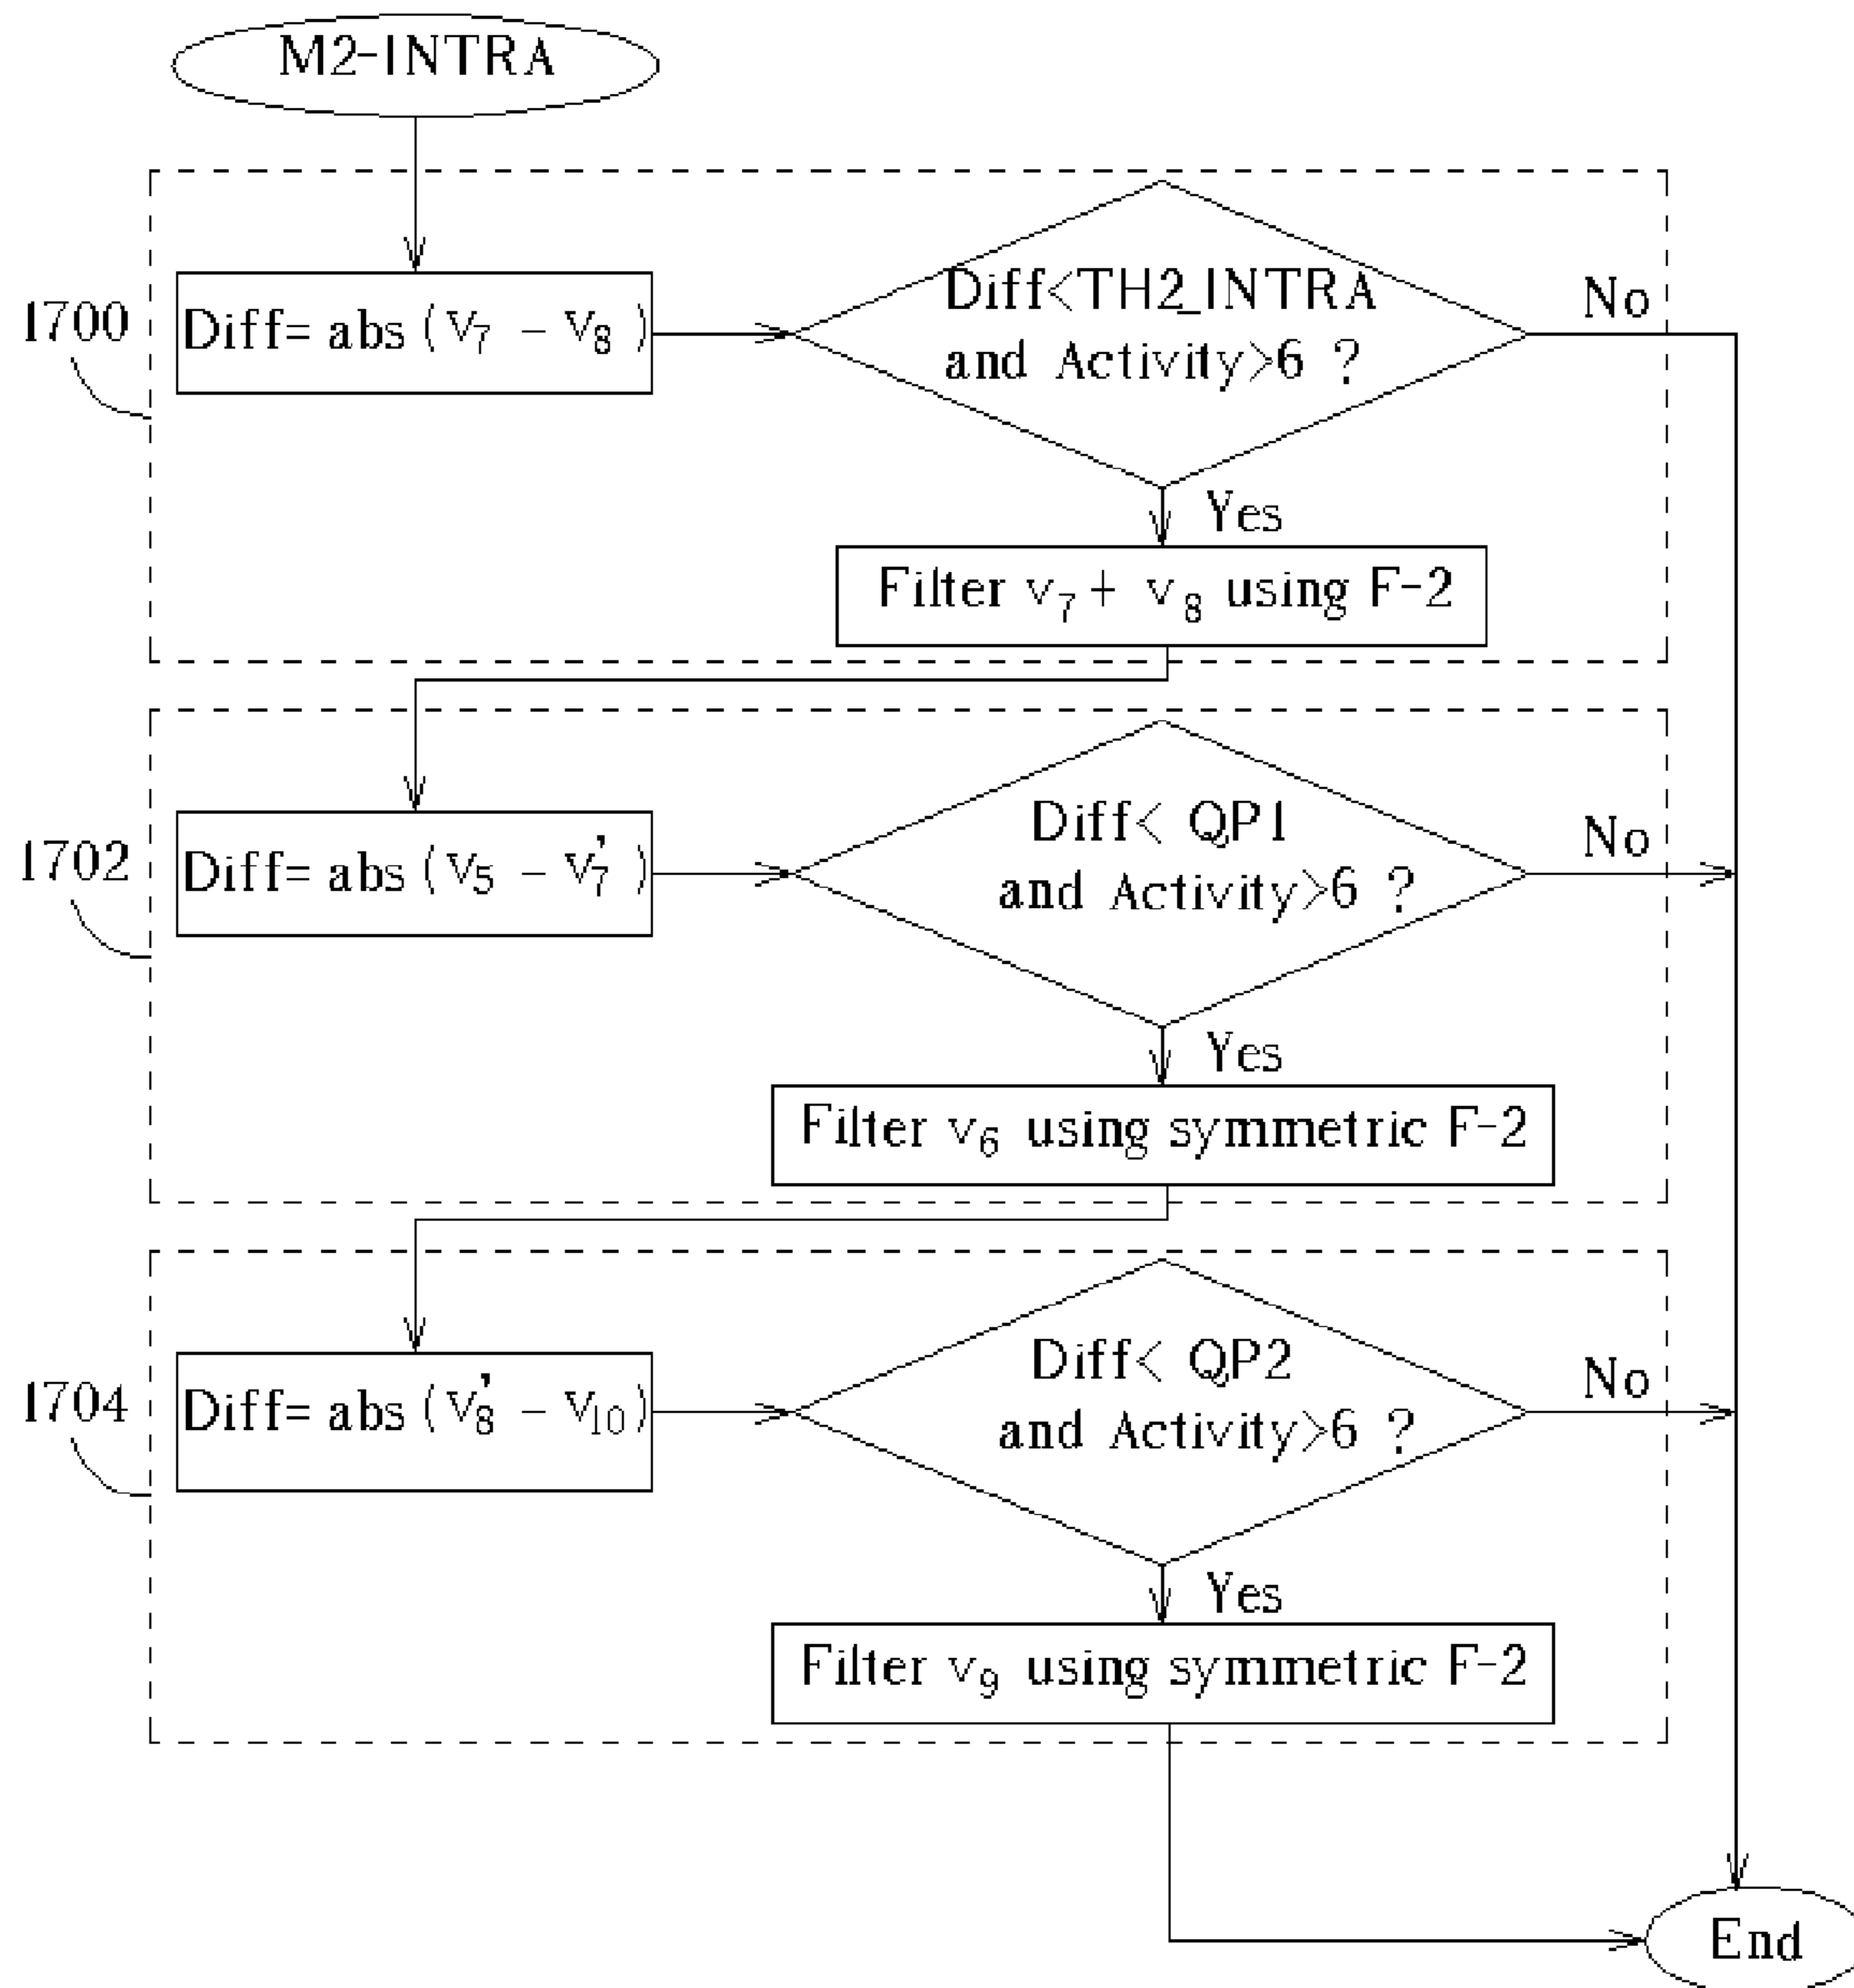 M2-INTRA
1700
Diff= abs (V₇ - V₈ )
Diff<TH2_INTRA
and Activity>6 ?
No
Yes
Filter v₇ + v₈ using F-2
1702
Diff= abs (V₅ - V₇' )
Diff< QP1
and Activity>6 ?
No
Yes
Filter v₆ using symmetric F-2
1704
Diff= abs (V₈' - V₁₀)
Diff< QP2
and Activity>6 ?
No
Yes
Filter v₉ using symmetric F-2
End